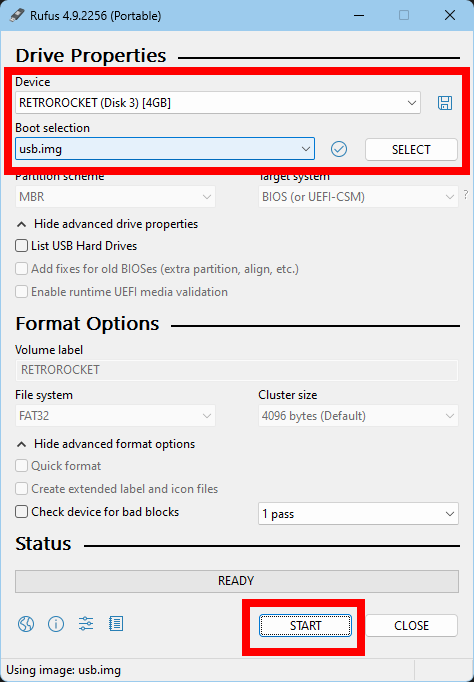 Rufus 4.9.2256 (Portable)
Drive Properties
Device
RETROROCKET (Disk 3) [4GB]
Boot selection
usb.img
SELECT
Partition scheme
Target system
MBR
BIOS (or UEFI-CSM)
?
Hide advanced drive properties
List USB Hard Drives
Add fixes for old BIOSes (extra partition, align, etc.)
Enable runtime UEFI media validation
Format Options
Volume label
RETROROCKET
File system
Cluster size
FAT32
4096 bytes (Default)
Hide advanced format options
Quick format
Create extended label and icon files
Check device for bad blocks
1 pass
Status
READY
START
CLOSE
Using image: usb.img